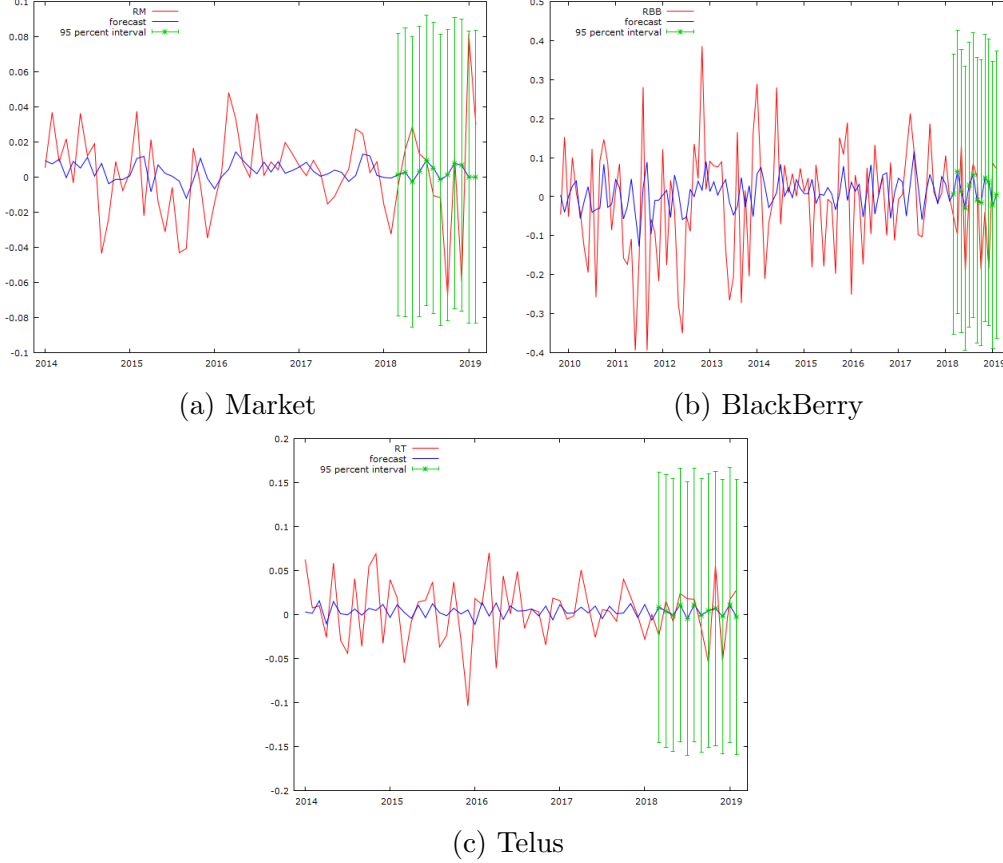 RM
forecast
95 percent interval
0.1
0.08
0.06
0.04
0.02
0
-0.02
-0.04
-0.06
-0.08
-0.1
2014 2015 2016 2017 2018 2019
(a) Market
RBB
forecast
95 percent interval
0.5
0.4
0.3
0.2
0.1
0
-0.1
-0.2
-0.3
-0.4
2010 2011 2012 2013 2014 2015 2016 2017 2018 2019
(b) BlackBerry
RT
forecast
95 percent interval
0.2
0.15
0.1
0.05
0
-0.05
-0.1
-0.15
-0.2
2014 2015 2016 2017 2018 2019
(c) Telus